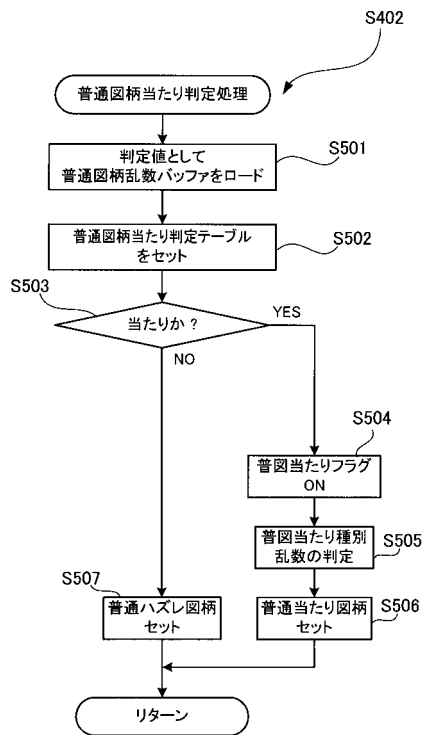 S402
普通図柄当たり判定処理
判定値として
普通図柄乱数バッファをロード
S501
普通図柄当たり判定テーブル
をセット
S502
S503
当たりか？
YES
NO
S504
普図当たりフラグ
ON
普図当たり種別
乱数の判定
S505
S507
普通ハズレ図柄
セット
普通当たり図柄
セット
S506
リターン